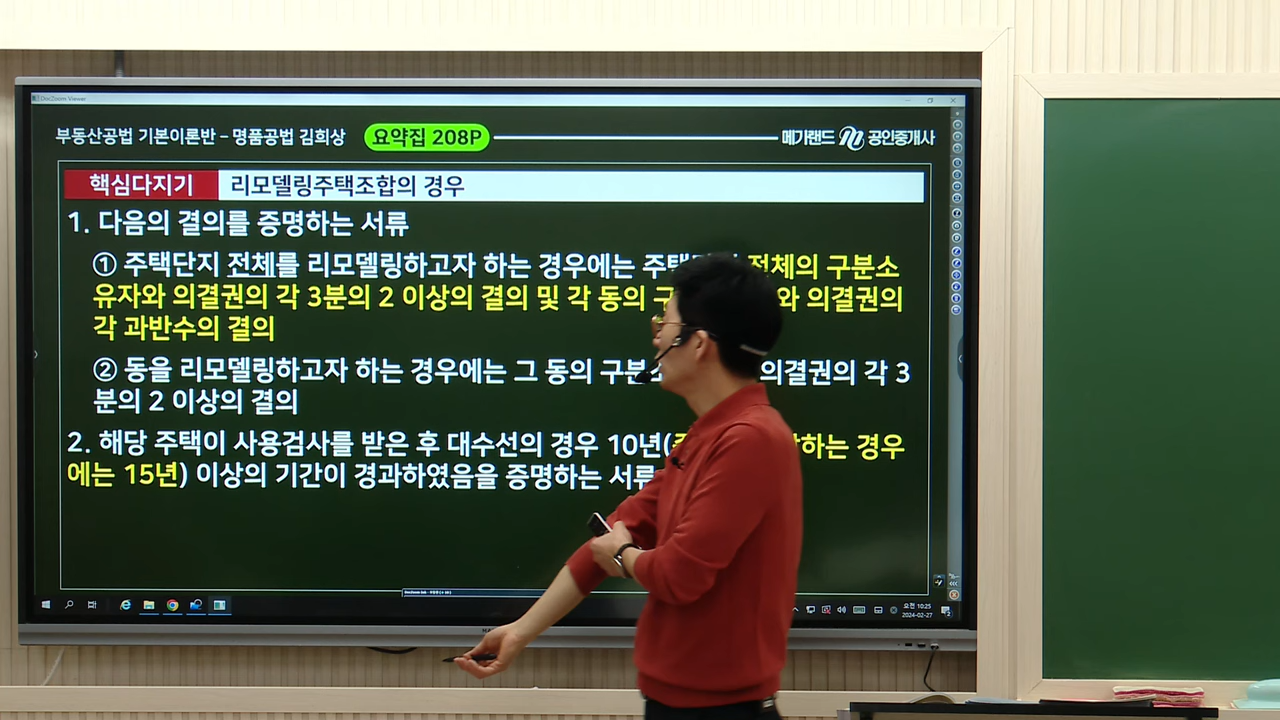 DocZoom Viewer
부동산공법 기본이론반 – 명품공법 김희상
요약집 208P
메가랜드 공인중개사
핵심다지기
리모델링주택조합의 경우
1. 다음의 결의를 증명하는 서류
① 주택단지 전체를 리모델링하고자 하는 경우에는 전체의 구분소
유자와 의결권의 각 3분의 2 이상의 결의 및 각 동의 의결권의
각 과반수의 결의
② 동을 리모델링하고자 하는 경우에는 그 동의 의결권의 각 3
분의 2 이상의 결의
2. 해당 주택이 사용검사를 받은 후 대수선의 경우 10년( 경우
에는 15년) 이상의 기간이 경과하였음을 증명하는 서류
오전 10:25
2024-02-27